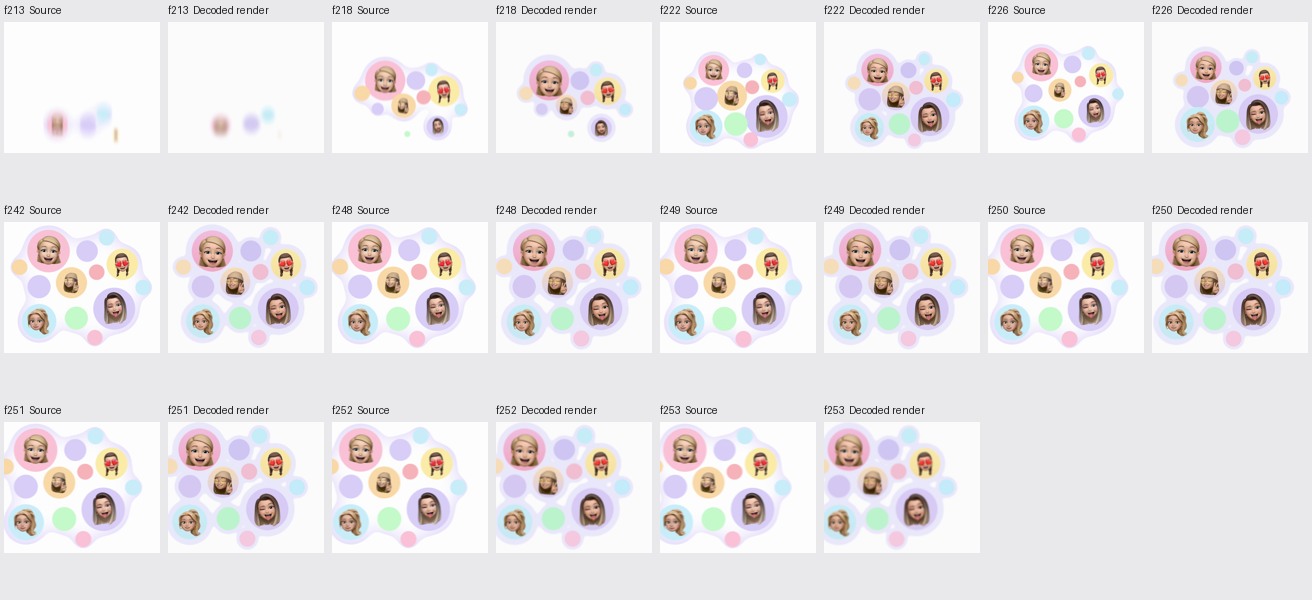 f213 Source
f213 Decoded render
f218 Source
f218 Decoded render
f222 Source
f222 Decoded render
f226 Source
f226 Decoded render
f242 Source
f242 Decoded render
f248 Source
f248 Decoded render
f249 Source
f249 Decoded render
f250 Source
f250 Decoded render
f251 Source
f251 Decoded render
f252 Source
f252 Decoded render
f253 Source
f253 Decoded render